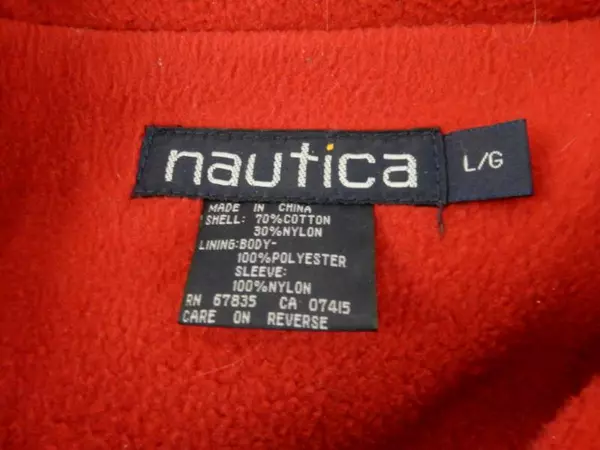 nautica
L/G
MADE IN CHINA
SHELL: 70%COTTON
30%NYLON
LINING:BODY-
100%POLYESTER
SLEEVE:
100%NYLON
RN 67835 CA 07415
CARE ON REVERSE